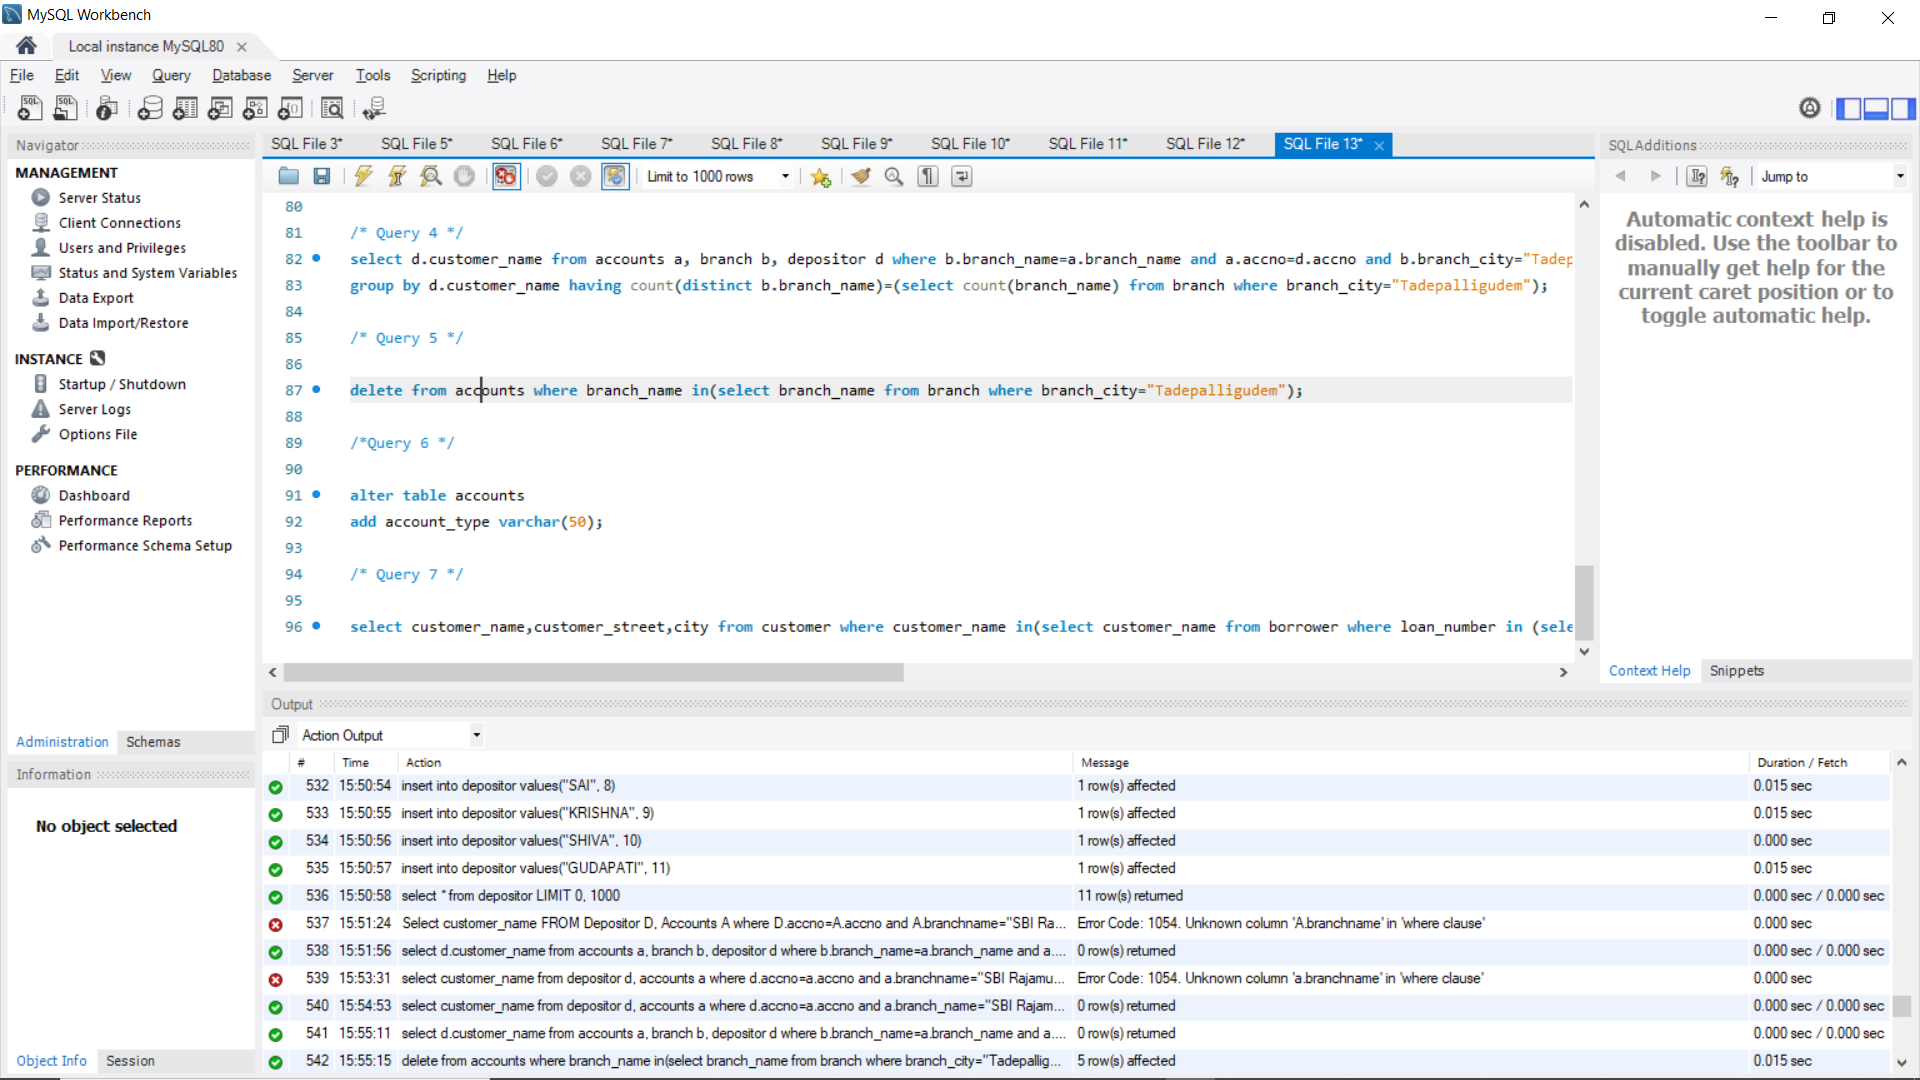 MySQL Workbench
Local instance MySQL80
File Edit View Query Database Server Tools Scripting Help
Navigator
MANAGEMENT
Server Status
Client Connections
Users and Privileges
Status and System Variables
Data Export
Data Import/Restore
INSTANCE
Startup / Shutdown
Server Logs
Options File
PERFORMANCE
Dashboard
Performance Reports
Performance Schema Setup
Administration Schemas
Information
No object selected
Object Info Session
SQL File 3* SQL File 5* SQL File 6* SQL File 7* SQL File 8* SQL File 9* SQL File 10* SQL File 11* SQL File 12* SQL File 13*
Limit to 1000 rows
80
81 /* Query 4 */
82 select d.customer_name from accounts a, branch b, depositor d where b.branch_name=a.branch_name and a.accno=d.accno and b.branch_city="Tadep
83 group by d.customer_name having count(distinct b.branch_name)=(select count(branch_name) from branch where branch_city="Tadepalligudem");
84
85 /* Query 5 */
86
87 delete from accounts where branch_name in(select branch_name from branch where branch_city="Tadepalligudem");
88
89 /*Query 6 */
90
91 alter table accounts
92 add account_type varchar(50);
93
94 /* Query 7 */
95
96 select customer_name,customer_street,city from customer where customer_name in(select customer_name from borrower where loan_number in (sele
SQLAdditions
Jump to
Automatic context help is
disabled. Use the toolbar to
manually get help for the
current caret position or to
toggle automatic help.
Context Help Snippets
Output
Action Output
# Time Action Message Duration / Fetch
532 15:50:54 insert into depositor values("SAI", 8) 1 row(s) affected 0.015 sec
533 15:50:55 insert into depositor values("KRISHNA", 9) 1 row(s) affected 0.015 sec
534 15:50:56 insert into depositor values("SHIVA", 10) 1 row(s) affected 0.000 sec
535 15:50:57 insert into depositor values("GUDAPATI", 11) 1 row(s) affected 0.015 sec
536 15:50:58 select * from depositor LIMIT 0, 1000 11 row(s) returned 0.000 sec / 0.000 sec
537 15:51:24 Select customer_name FROM Depositor D, Accounts A where D.accno=A.accno and A.branchname="SBI Ra... Error Code: 1054. Unknown column 'A.branchname' in 'where clause' 0.000 sec
538 15:51:56 select d.customer_name from accounts a, branch b, depositor d where b.branch_name=a.branch_name and a.... 0 row(s) returned 0.000 sec / 0.000 sec
539 15:53:31 select customer_name from depositor d, accounts a where d.accno=a.accno and a.branchname="SBI Rajamu... Error Code: 1054. Unknown column 'a.branchname' in 'where clause' 0.000 sec
540 15:54:53 select customer_name from depositor d, accounts a where d.accno=a.accno and a.branch_name="SBI Rajam... 0 row(s) returned 0.000 sec / 0.000 sec
541 15:55:11 select d.customer_name from accounts a, branch b, depositor d where b.branch_name=a.branch_name and a.... 0 row(s) returned 0.000 sec / 0.000 sec
542 15:55:15 delete from accounts where branch_name in(select branch_name from branch where branch_city="Tadepallig... 5 row(s) affected 0.015 sec